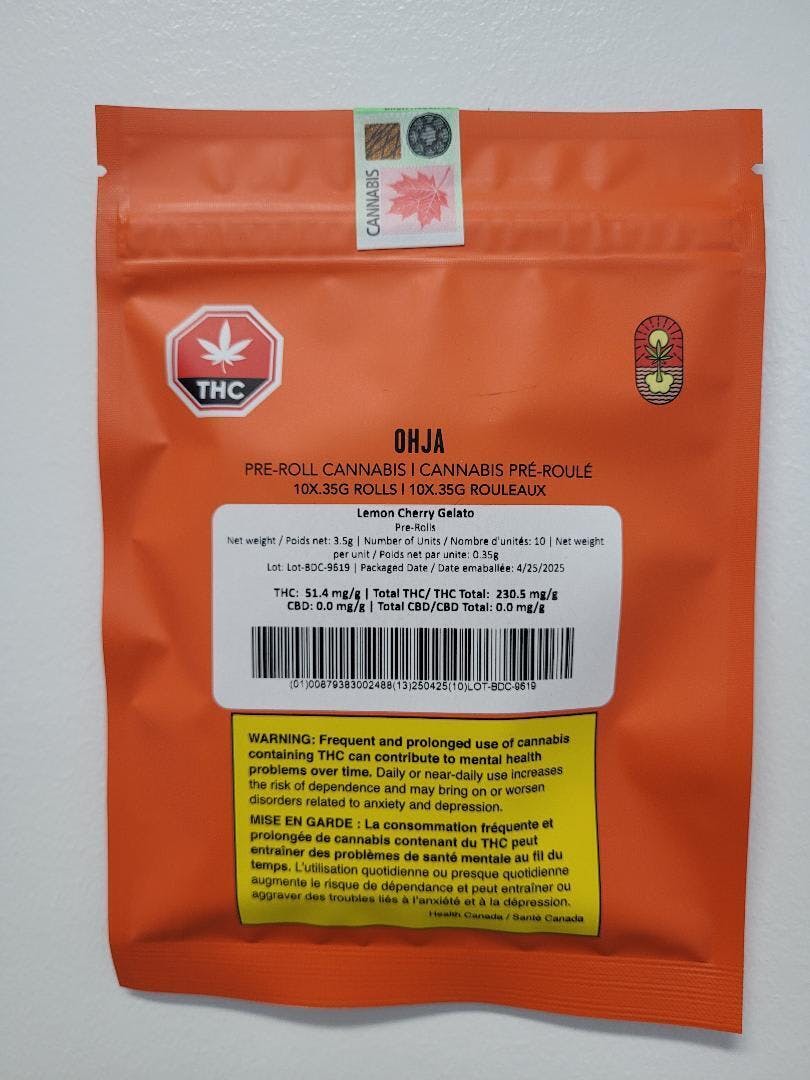 CANNABIS
THC
OHJA
PRE-ROLL CANNABIS | CANNABIS PRÉ-ROULÉ
10X.35G ROLLS | 10X.35G ROULEAUX
Lemon Cherry Gelato
Pre-Rolls
Net weight / Poids net: 3.5g | Number of Units / Nombre d'unités: 10 | Net weight
per unit / Poids net par unite: 0.35g
Lot: Lot-BDC-9619 | Packaged Date / Date emaballée: 4/25/2025
THC: 51.4 mg/g | Total THC/ THC Total: 230.5 mg/g
CBD: 0.0 mg/g | Total CBD/CBD Total: 0.0 mg/g
(01)00879383002488(13)250425(10)LOT-BDC-9619
WARNING: Frequent and prolonged use of cannabis
containing THC can contribute to mental health
problems over time. Daily or near-daily use increases
the risk of dependence and may bring on or worsen
disorders related to anxiety and depression.
MISE EN GARDE : La consommation fréquente et
prolongée de cannabis contenant du THC peut
entraîner des problèmes de santé mentale au fil du
temps. L'utilisation quotidienne ou presque quotidienne
augmente le risque de dépendance et peut entraîner ou
aggraver des troubles liés à l'anxiété et à la dépression.
Health Canada / Santé Canada